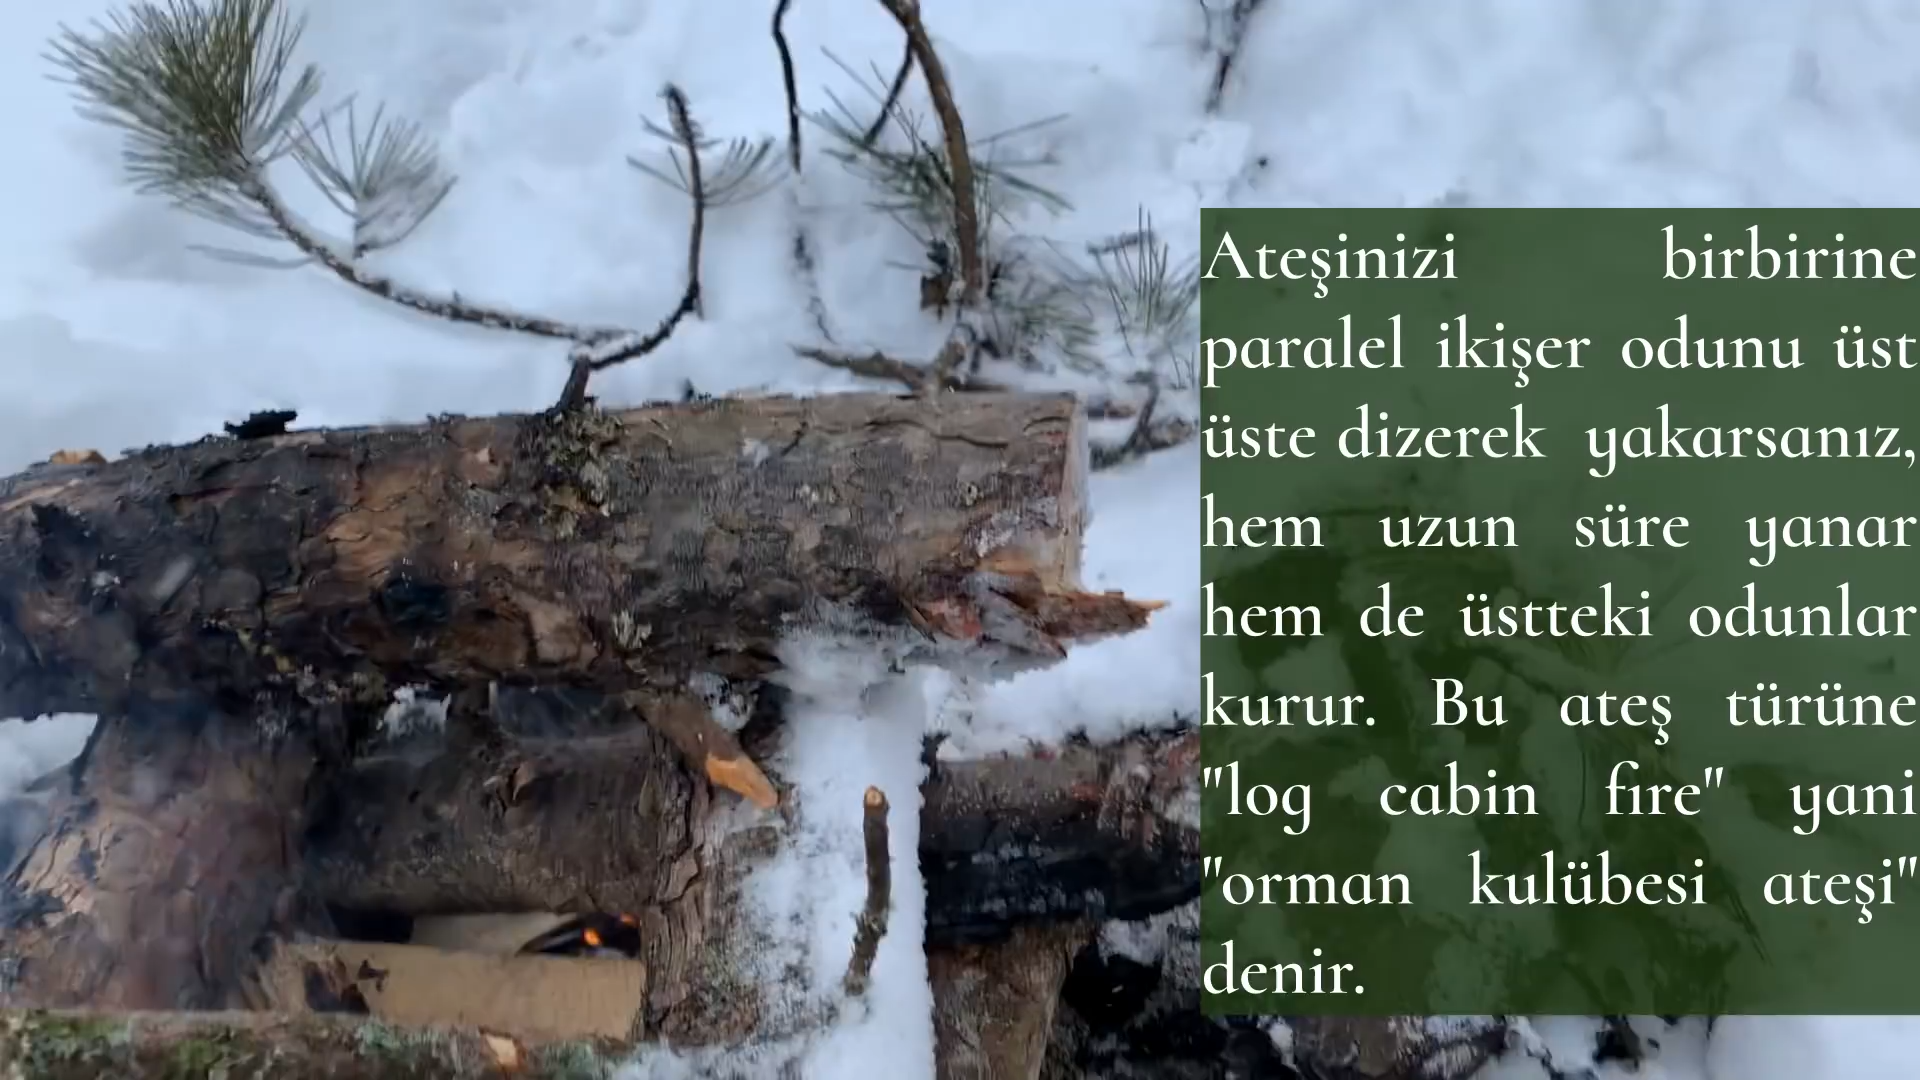 Ateşinizi birbirine
paralel ikişer odunu üst
üste dizerek yakarsanız,
hem uzun süre yanar
hem de üstteki odunlar
kurur. Bu ateş türüne
"log cabin fire" yani
"orman kulübesi ateşi"
denir.